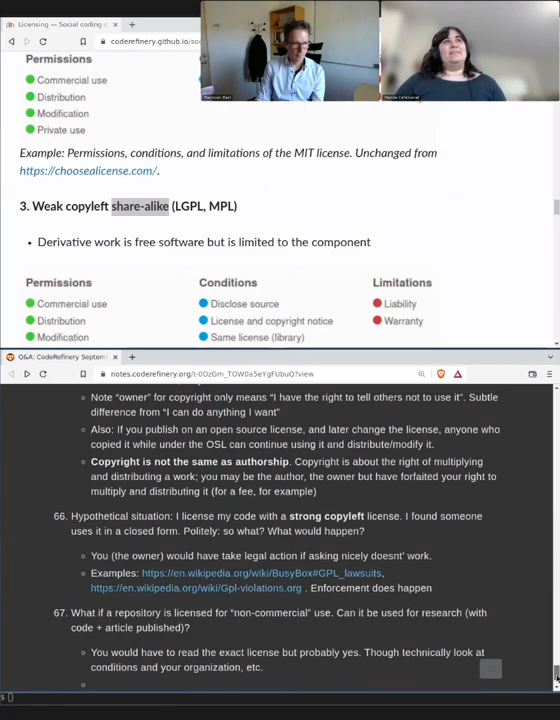 Licensing — Social coding
coderefinery.github.io/so
Permissions
Commercial use
Distribution
Modification
Private use
Example: Permissions, conditions, and limitations of the MIT license. Unchanged from
https://choosealicense.com/.
3. Weak copyleft share-alike (LGPL, MPL)
Derivative work is free software but is limited to the component
Permissions Conditions Limitations
Commercial use Disclose source Liability
Distribution License and copyright notice Warranty
Modification Same license (library)
Q&A: CodeRefinery Septem
notes.coderefinery.org/t-0OzGm_TOW0a5eYgFUbuQ?view
Note “owner” for copyright only means “I have the right to tell others not to use it”. Subtle
difference from “I can do anything I want”
Also: If you publish on an open source license, and later change the license, anyone who
copied it while under the OSL can continue using it and distribute/modify it.
Copyright is not the same as authorship. Copyright is about the right of multiplying
and distributing a work; you may be the author, the owner but have forfaited your right to
multiply and distributing it (for a fee, for example)
66. Hypothetical situation: I license my code with a strong copyleft license. I found someone
uses it in a closed form. Politely: so what? What would happen?
You (the owner) would have take legal action if asking nicely doesnt’ work.
Examples: https://en.wikipedia.org/wiki/BusyBox#GPL_lawsuits,
https://en.wikipedia.org/wiki/Gpl-violations.org . Enforcement does happen
67. What if a repository is licensed for “non-commercial” use. Can it be used for research (with
code + article published)?
You would have to read the exact license but probably yes. Though technically look at
conditions and your organization, etc.
$